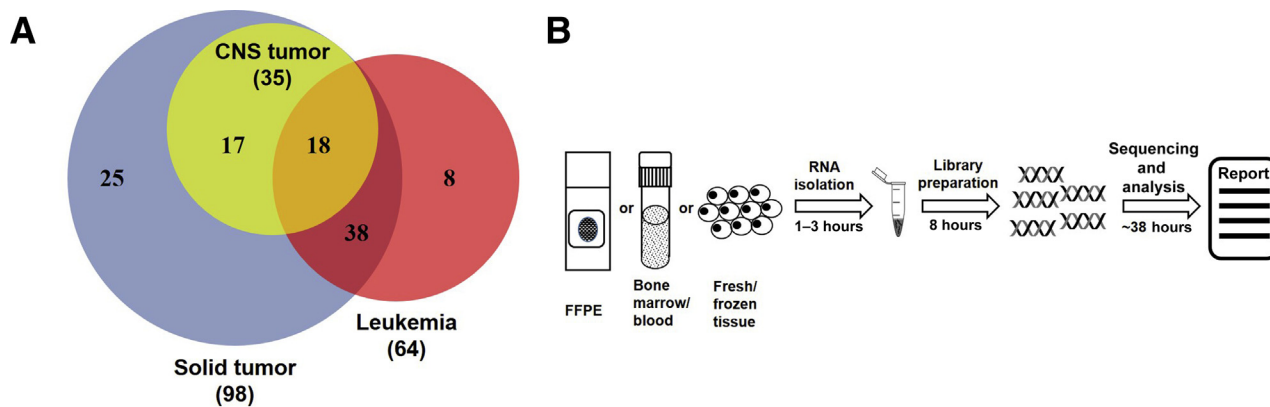 A
CNS tumor
(35)
17
18
25
8
38
Leukemia
(64)
Solid tumor
(98)
B
FFPE
or
Bone
marrow/
blood
or
Fresh/
frozen
tissue
RNA
isolation
1–3 hours
Library
preparation
8 hours
Sequencing
and
analysis
~38 hours
Report